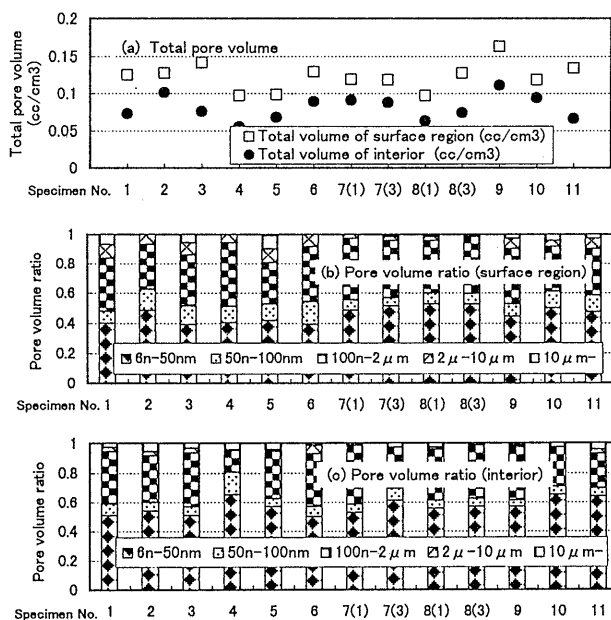 0.2
(a) Total pore volume
0.15
0.1
0.05
0
Total pore volume
(cc/cm3)
Total volume of surface region (cc/cm3)
Total volume of interior (cc/cm3)
Specimen No. 1 2 3 4 5 6 7(1) 7(3) 8(1) 8(3) 9 10 11
1
0.8
0.6
0.4
0.2
0
Pore volume ratio
(b) Pore volume ratio (surface region)
6n-50nm 50n-100nm 100n-2μm 2μ-10μm 10μm-
Specimen No. 1 2 3 4 5 6 7(1) 7(3) 8(1) 8(3) 9 10 11
1
0.8
0.6
0.4
0.2
0
Pore volume ratio
(c) Pore volume ratio (interior)
6n-50nm 50n-100nm 100n-2μm 2μ-10μm 10μm-
Specimen No. 1 2 3 4 5 6 7(1) 7(3) 8(1) 8(3) 9 10 11